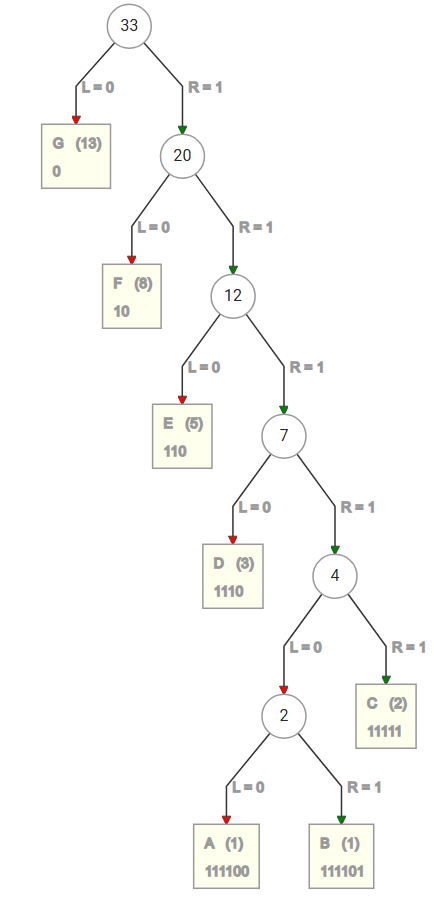 33
L = 0
R = 1
G (13)
0
20
L = 0
R = 1
F (8)
10
12
L = 0
R = 1
E (5)
110
7
L = 0
R = 1
D (3)
1110
4
L = 0
R = 1
2
C (2)
11111
L = 0
R = 1
A (1)
111100
B (1)
111101